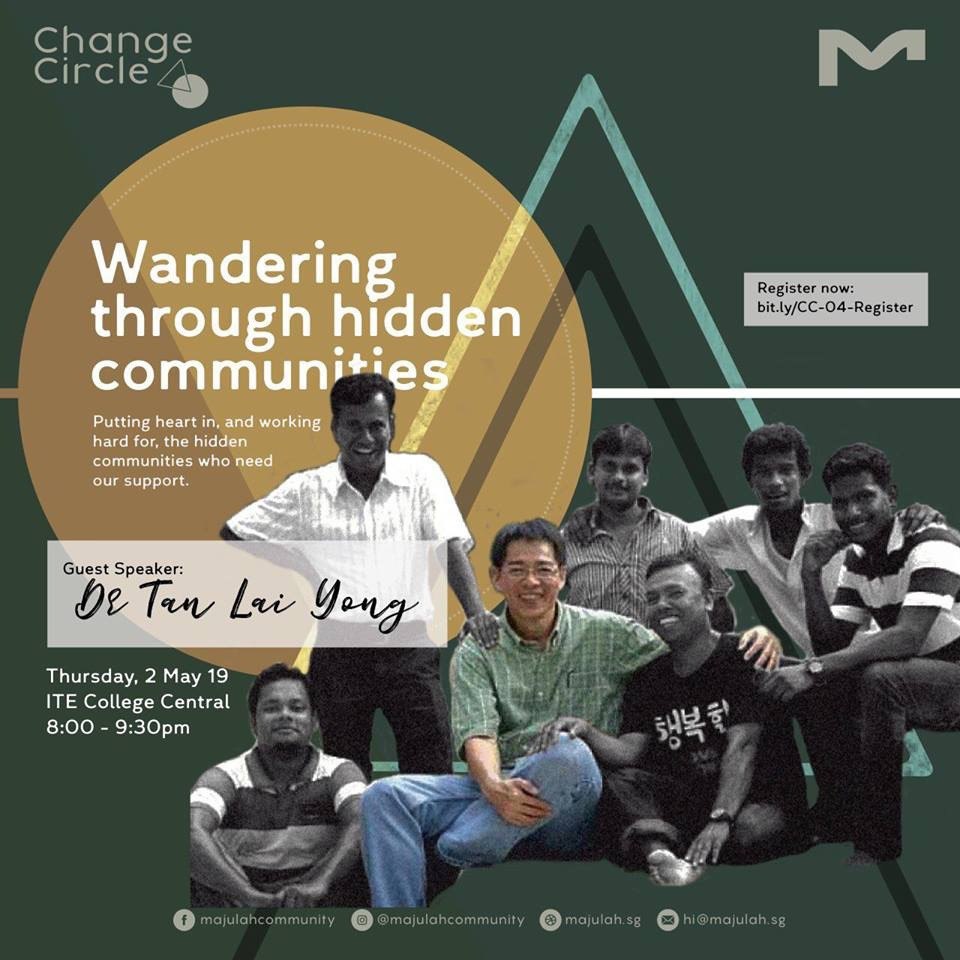 Change
Circle
M
Wandering
through hidden
communities
Putting heart in, and working
hard for, the hidden
communities who need
our support.
Register now:
bit.ly/CC-04-Register
Guest Speaker:
Dr Tan Lai Yong
Thursday, 2 May 19
ITE College Central
8:00 - 9:30pm
행복
majulahcommunity @majulahcommunity majulah.sg hi@majulah.sg